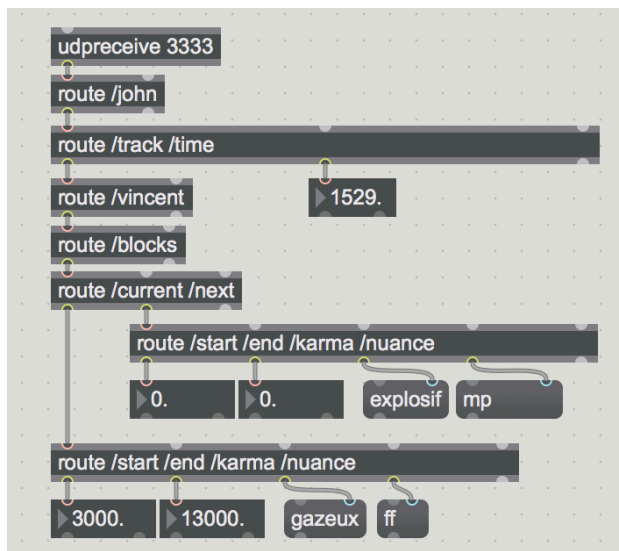 udpreceive 3333
route /john
route /track /time
route /vincent
1529.
route /blocks
route /current /next
route /start /end /karma /nuance
0.
0.
explosif
mp
route /start /end /karma /nuance
3000.
13000.
gazeux
ff